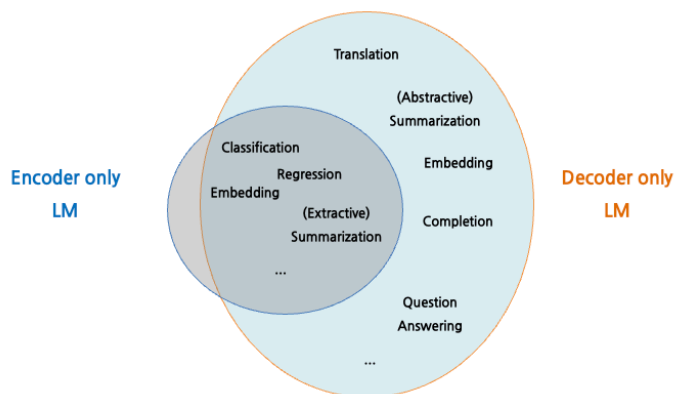 Translation
(Abstractive)
Summarization
Classification
Embedding
Regression
Encoder only
LM
Embedding
(Extractive)
Summarization
Decoder only
LM
Completion
...
Question
Answering
...